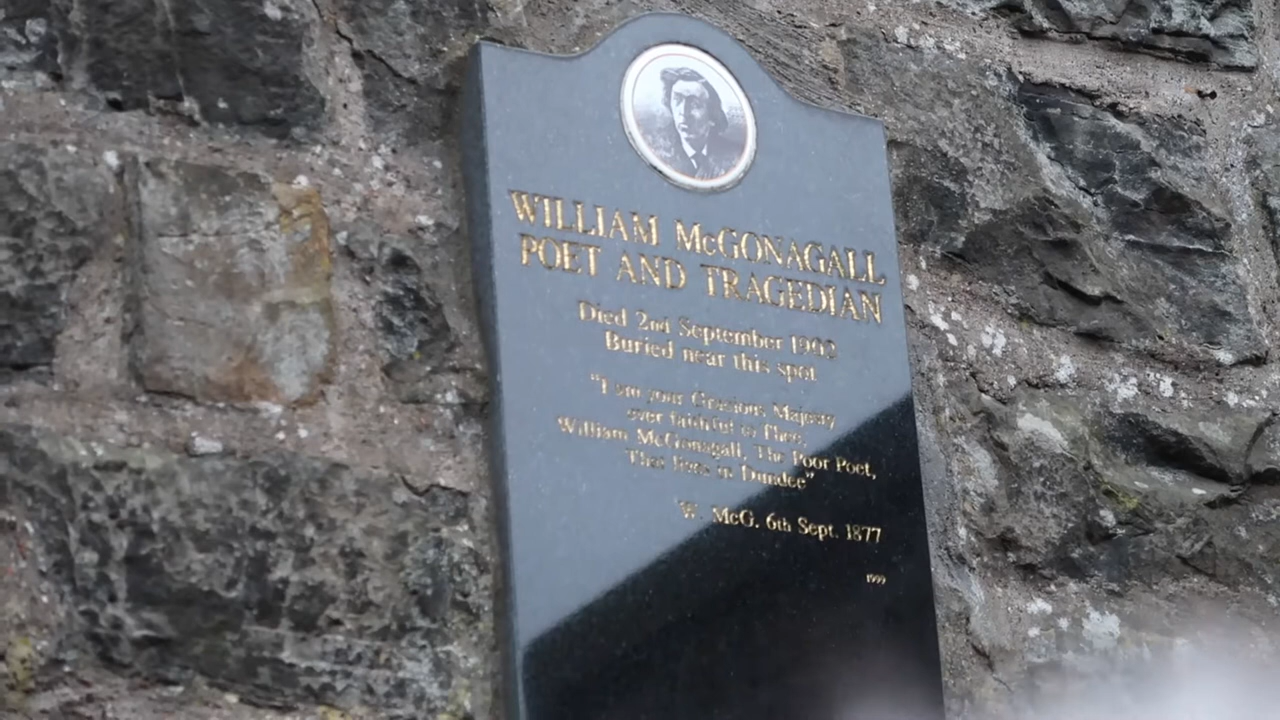 WILLIAM McGONAGALL
POET AND TRAGEDIAN
Died 2nd September 1902
Buried near this spot
"I am your Gracious Majesty
ever faithful to Thee,
William McGonagall, The Poor Poet,
That lives in Dundee"
W. McG. 6th Sept. 1877
1999